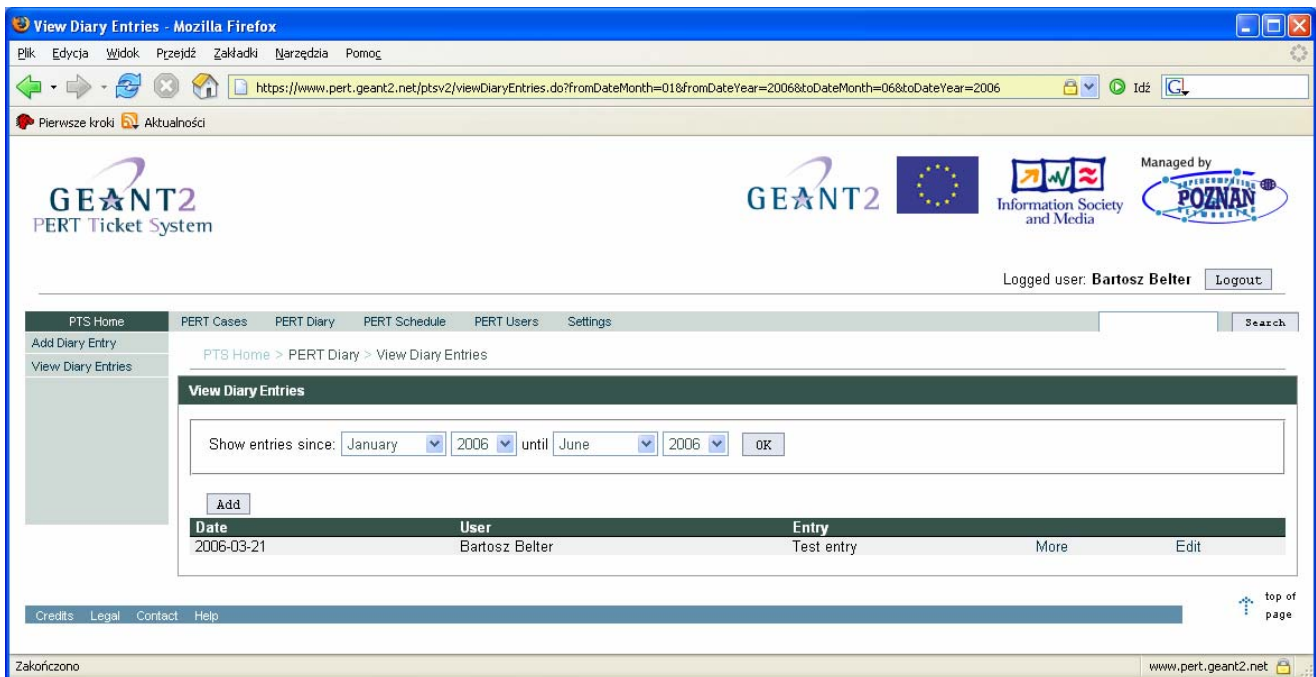 View Diary Entries - Mozilla Firefox
Plik Edycja Widok Przejdź Zakładki Narzędzia Pomoc
https://www.pert.geant2.net/ptsv2/viewDiaryEntries.do?fromDateMonth=01&fromDateYear=2006&toDateMonth=06&toDateYear=2006 Idź G
Pierwsze kroki Aktualności
GEANT2
PERT Ticket System
GEANT2
Information Society
and Media
Managed by
SUPERCOMPUTING
POZNAŃ
NETWORKING
Logged user: Bartosz Belter Logout
PTS Home PERT Cases PERT Diary PERT Schedule PERT Users Settings Search
Add Diary Entry
View Diary Entries
PTS Home > PERT Diary > View Diary Entries
View Diary Entries
Show entries since: January 2006 until June 2006 OK
Add
Date User Entry
2006-03-21 Bartosz Belter Test entry More Edit
top of
page
Credits Legal Contact Help
Zakończono www.pert.geant2.net